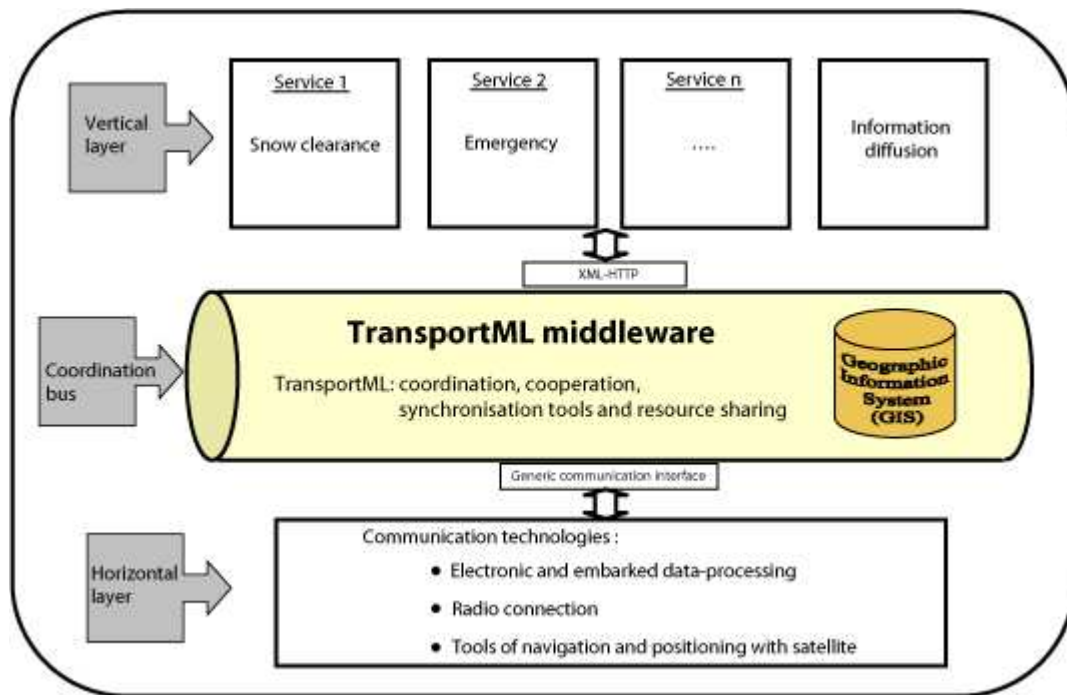 Vertical
layer
Service 1
Snow clearance
Service 2
Emergency
Service n
....
Information
diffusion
XML-HTTP
Coordination
bus
TransportML middleware
TransportML: coordination, cooperation,
synchronisation tools and resource sharing
Geographic
Information
System
(GIS)
Generic communication interface
Horizontal
layer
Communication technologies :
● Electronic and embarked data-processing
● Radio connection
● Tools of navigation and positioning with satellite